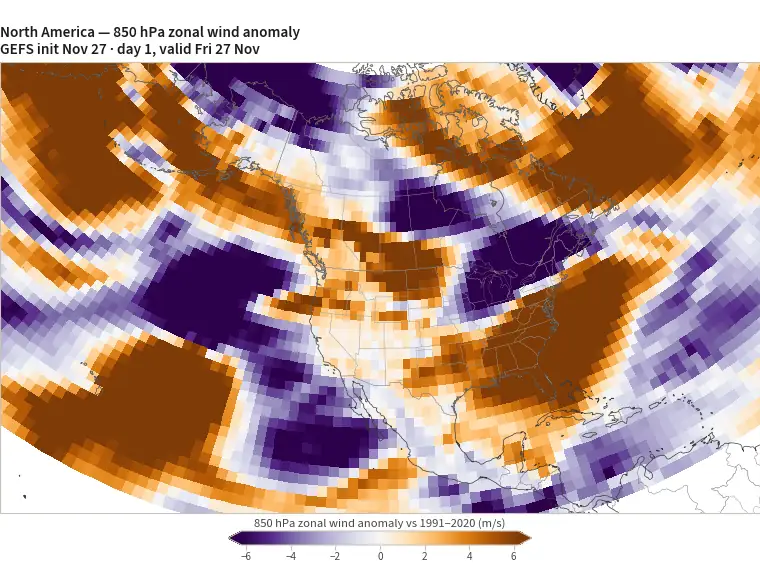 North America — 850 hPa zonal wind anomaly
GEFS init Nov 27 · day 1, valid Fri 27 Nov
850 hPa zonal wind anomaly vs 1991–2020 (m/s)
−6 −4 −2 0 2 4 6